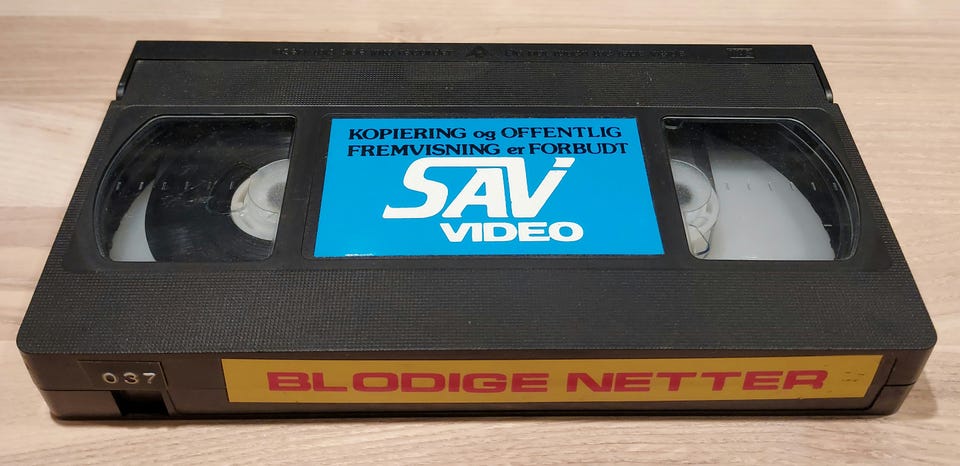 KOPIERING og OFFENTLIG
FREMVISNING er FORBUDT
SAV
VIDEO
037
BLODIGE NETTER